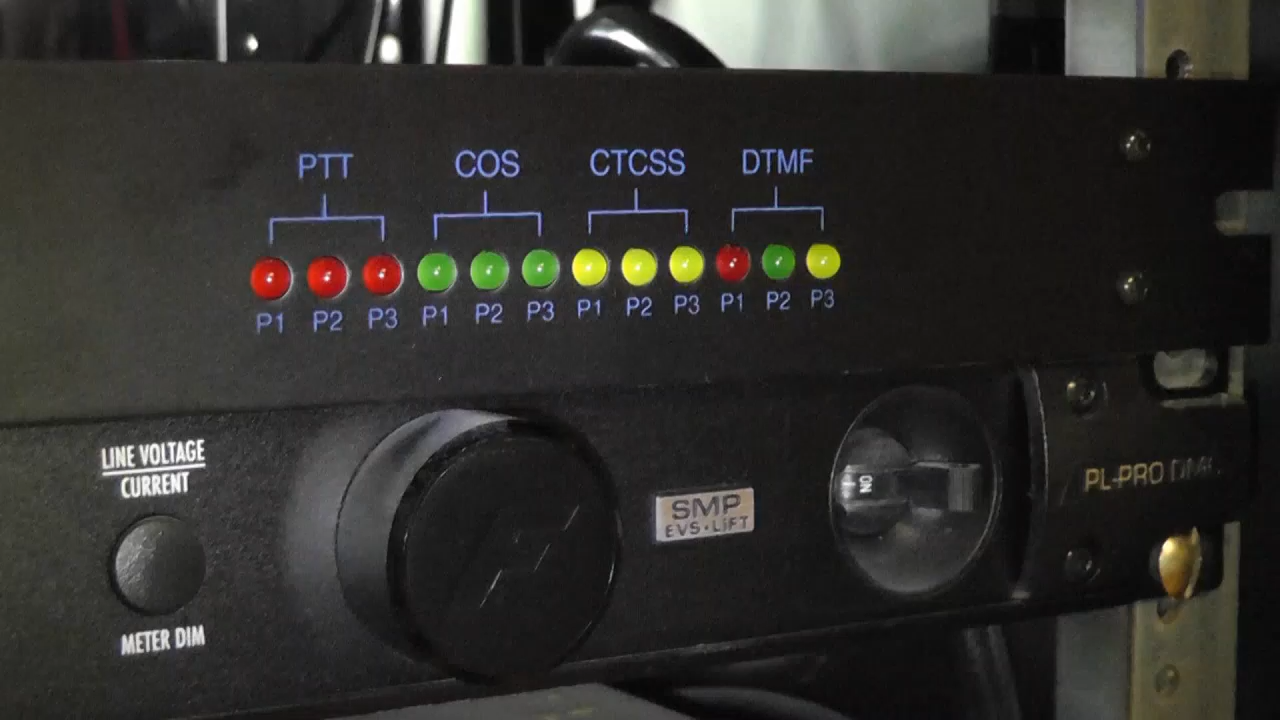 PTT COS CTCSS DTMF
P1 P2 P3 P1 P2 P3 P1 P2 P3 P1 P2 P3
LINE VOLTAGE
CURRENT
METER DIM
SMP
EVS·LiFT
ON
PL-PRO